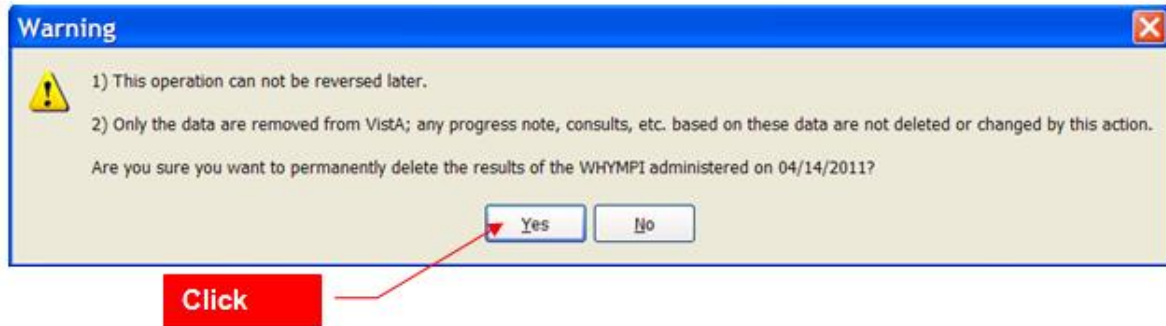 Warning
1) This operation can not be reversed later.
2) Only the data are removed from VistA; any progress note, consults, etc. based on these data are not deleted or changed by this action.
Are you sure you want to permanently delete the results of the WHYMPI administered on 04/14/2011?
Yes No
Click